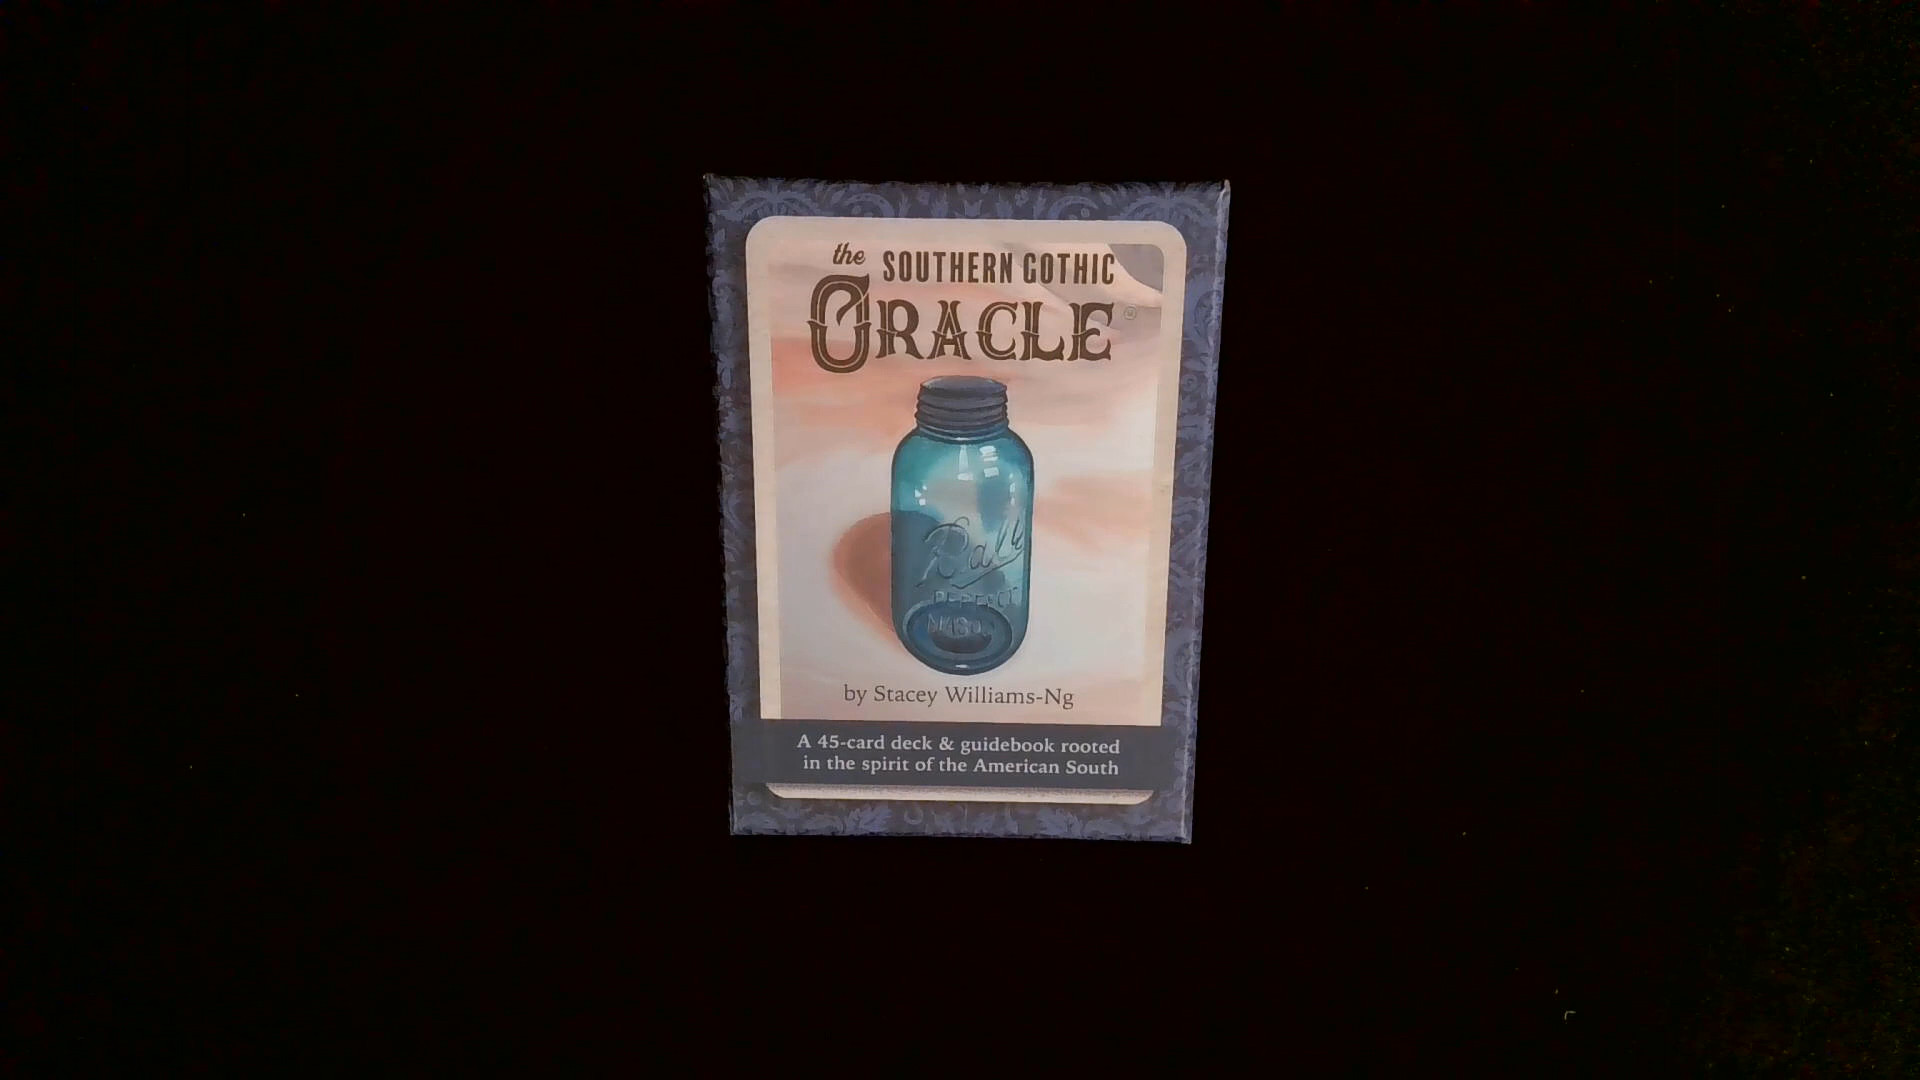 the SOUTHERN GOTHIC
ORACLE
Ball
PERFECT
MASON
by Stacey Williams-Ng
A 45-card deck & guidebook rooted
in the spirit of the American South